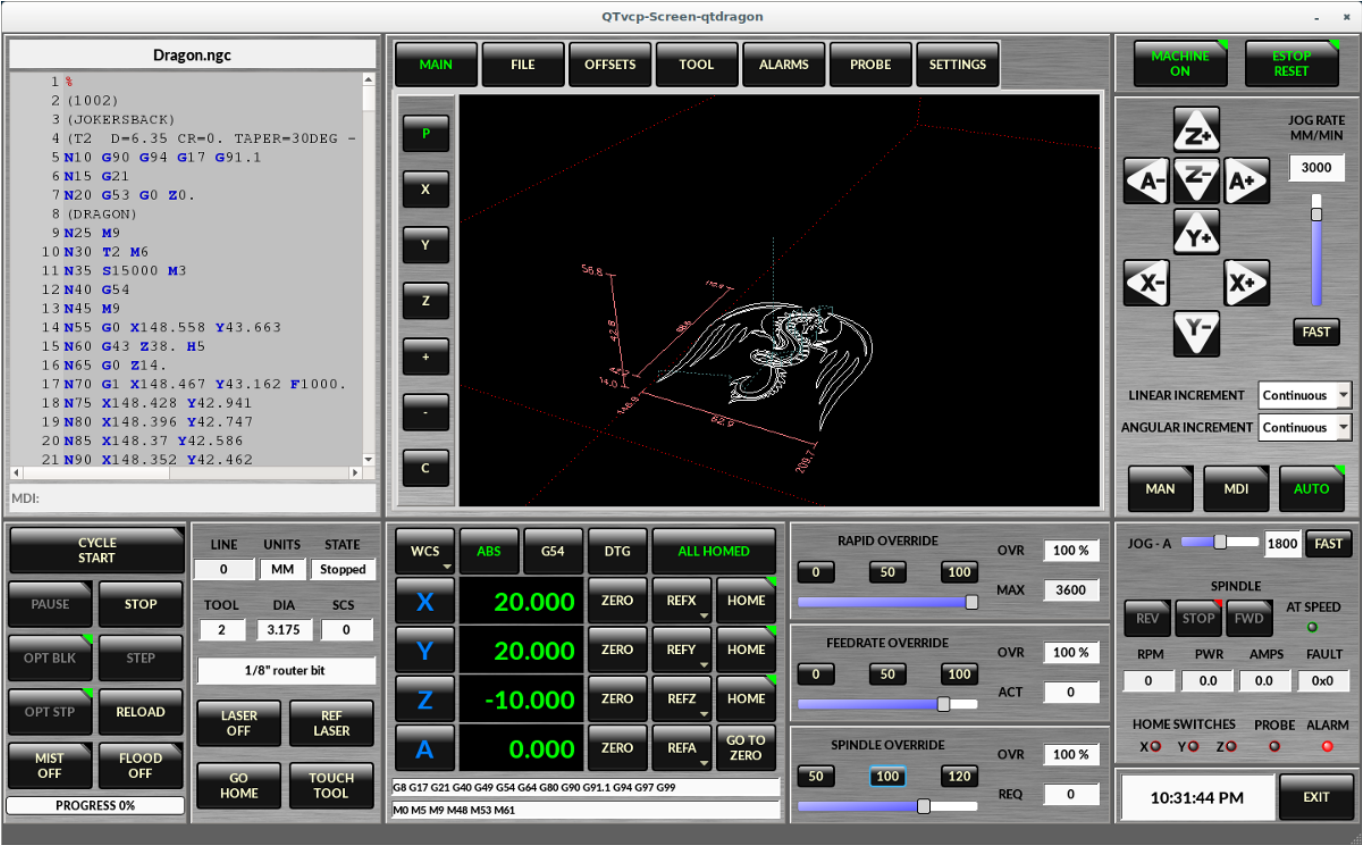 QTvcp-Screen-qtdragon
Dragon.ngc
1 %
2 (1002)
3 (JOKERSBACK)
4 (T2 D=6.35 CR=0. TAPER=30DEG -
5 N10 G90 G94 G17 G91.1
6 N15 G21
7 N20 G53 G0 Z0.
8 (DRAGON)
9 N25 M9
10 N30 T2 M6
11 N35 S15000 M3
12 N40 G54
13 N45 M9
14 N55 G0 X148.558 Y43.663
15 N60 G43 Z38. H5
16 N65 G0 Z14.
17 N70 G1 X148.467 Y43.162 F1000.
18 N75 X148.428 Y42.941
19 N80 X148.396 Y42.747
20 N85 X148.37 Y42.586
21 N90 X148.352 Y42.462
MDI:
MAIN FILE OFFSETS TOOL ALARMS PROBE SETTINGS
P
X
Y
Z
+
-
C
56.8
42.8
14.0
146.9
62.9
209.7
MACHINE ON
ESTOP RESET
JOG RATE
MM/MIN
3000
Z+
A- Z- A+
Y+
X- X+
Y-
FAST
LINEAR INCREMENT Continuous
ANGULAR INCREMENT Continuous
MAN MDI AUTO
CYCLE START
PAUSE STOP
OPT BLK STEP
OPT STP RELOAD
MIST OFF FLOOD OFF
PROGRESS 0%
LINE UNITS STATE
0 MM Stopped
TOOL DIA SCS
2 3.175 0
1/8" router bit
LASER OFF REF LASER
GO HOME TOUCH TOOL
WCS ABS G54 DTG ALL HOMED
X 20.000 ZERO REFX HOME
Y 20.000 ZERO REFY HOME
Z -10.000 ZERO REFZ HOME
A 0.000 ZERO REFA GO TO ZERO
G8 G17 G21 G40 G49 G54 G64 G80 G90 G91.1 G94 G97 G99
M0 M5 M9 M48 M53 M61
RAPID OVERRIDE OVR 100 %
0 50 100
MAX 3600
FEEDRATE OVERRIDE OVR 100 %
0 50 100
ACT 0
SPINDLE OVERRIDE OVR 100 %
50 100 120
REQ 0
JOG - A 1800 FAST
SPINDLE
REV STOP FWD AT SPEED
RPM PWR AMPS FAULT
0 0.0 0.0 0x0
HOME SWITCHES PROBE ALARM
X Y Z
10:31:44 PM EXIT